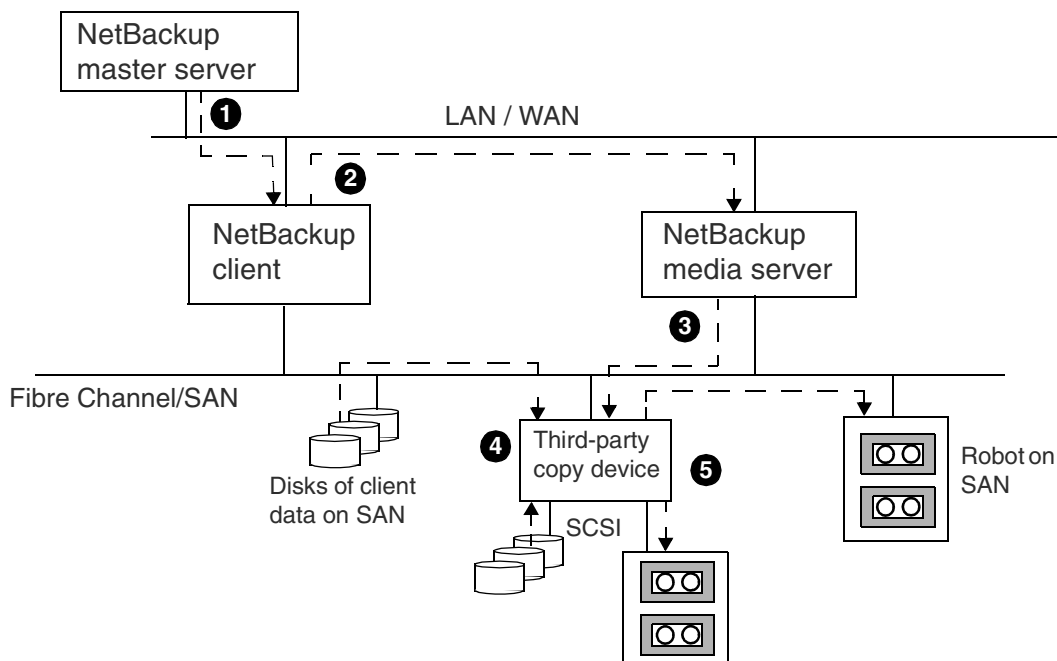 NetBackup
master server
1
LAN / WAN
2
NetBackup
client
NetBackup
media server
3
Fibre Channel/SAN
Disks of client
data on SAN
4
Third-party
copy device
5
Robot on
SAN
SCSI